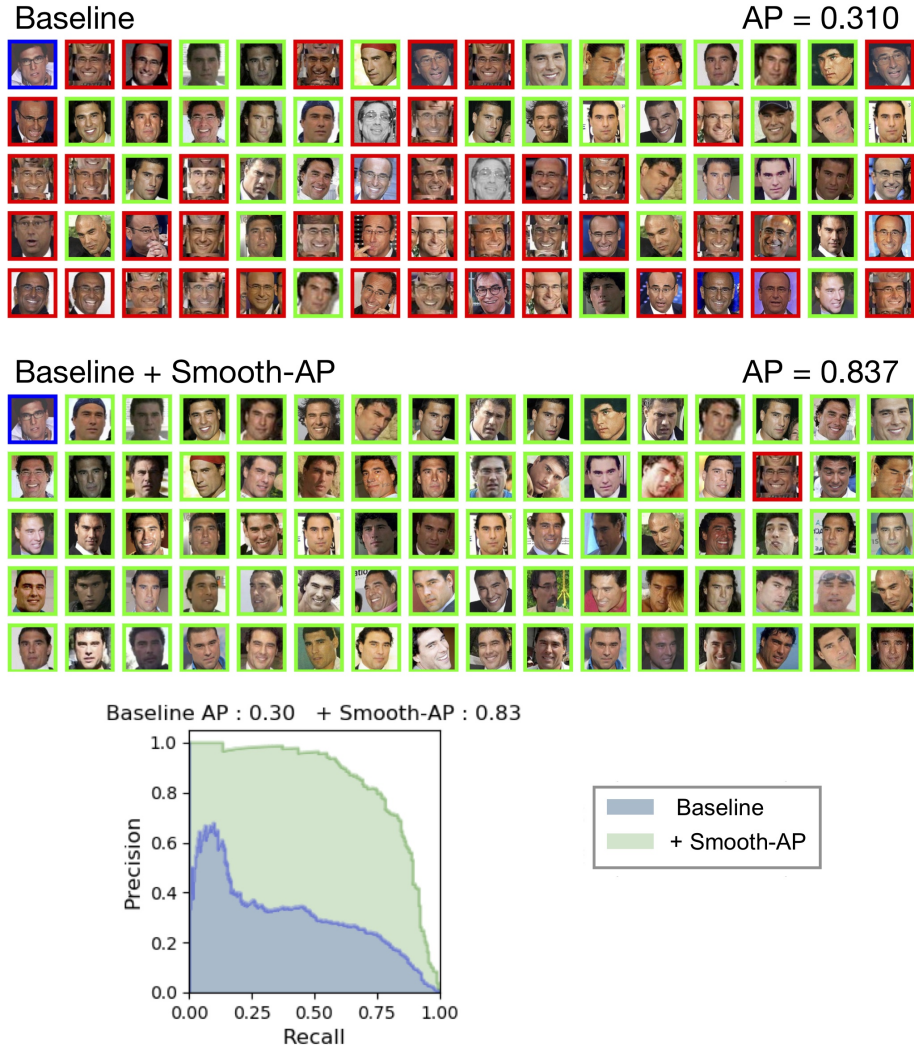 Baseline AP = 0.310
Baseline + Smooth-AP AP = 0.837
Baseline AP : 0.30 + Smooth-AP : 0.83
1.0
0.8
0.6
0.4
0.2
0.0
Precision
0.00 0.25 0.50 0.75 1.00
Recall
Baseline
+ Smooth-AP